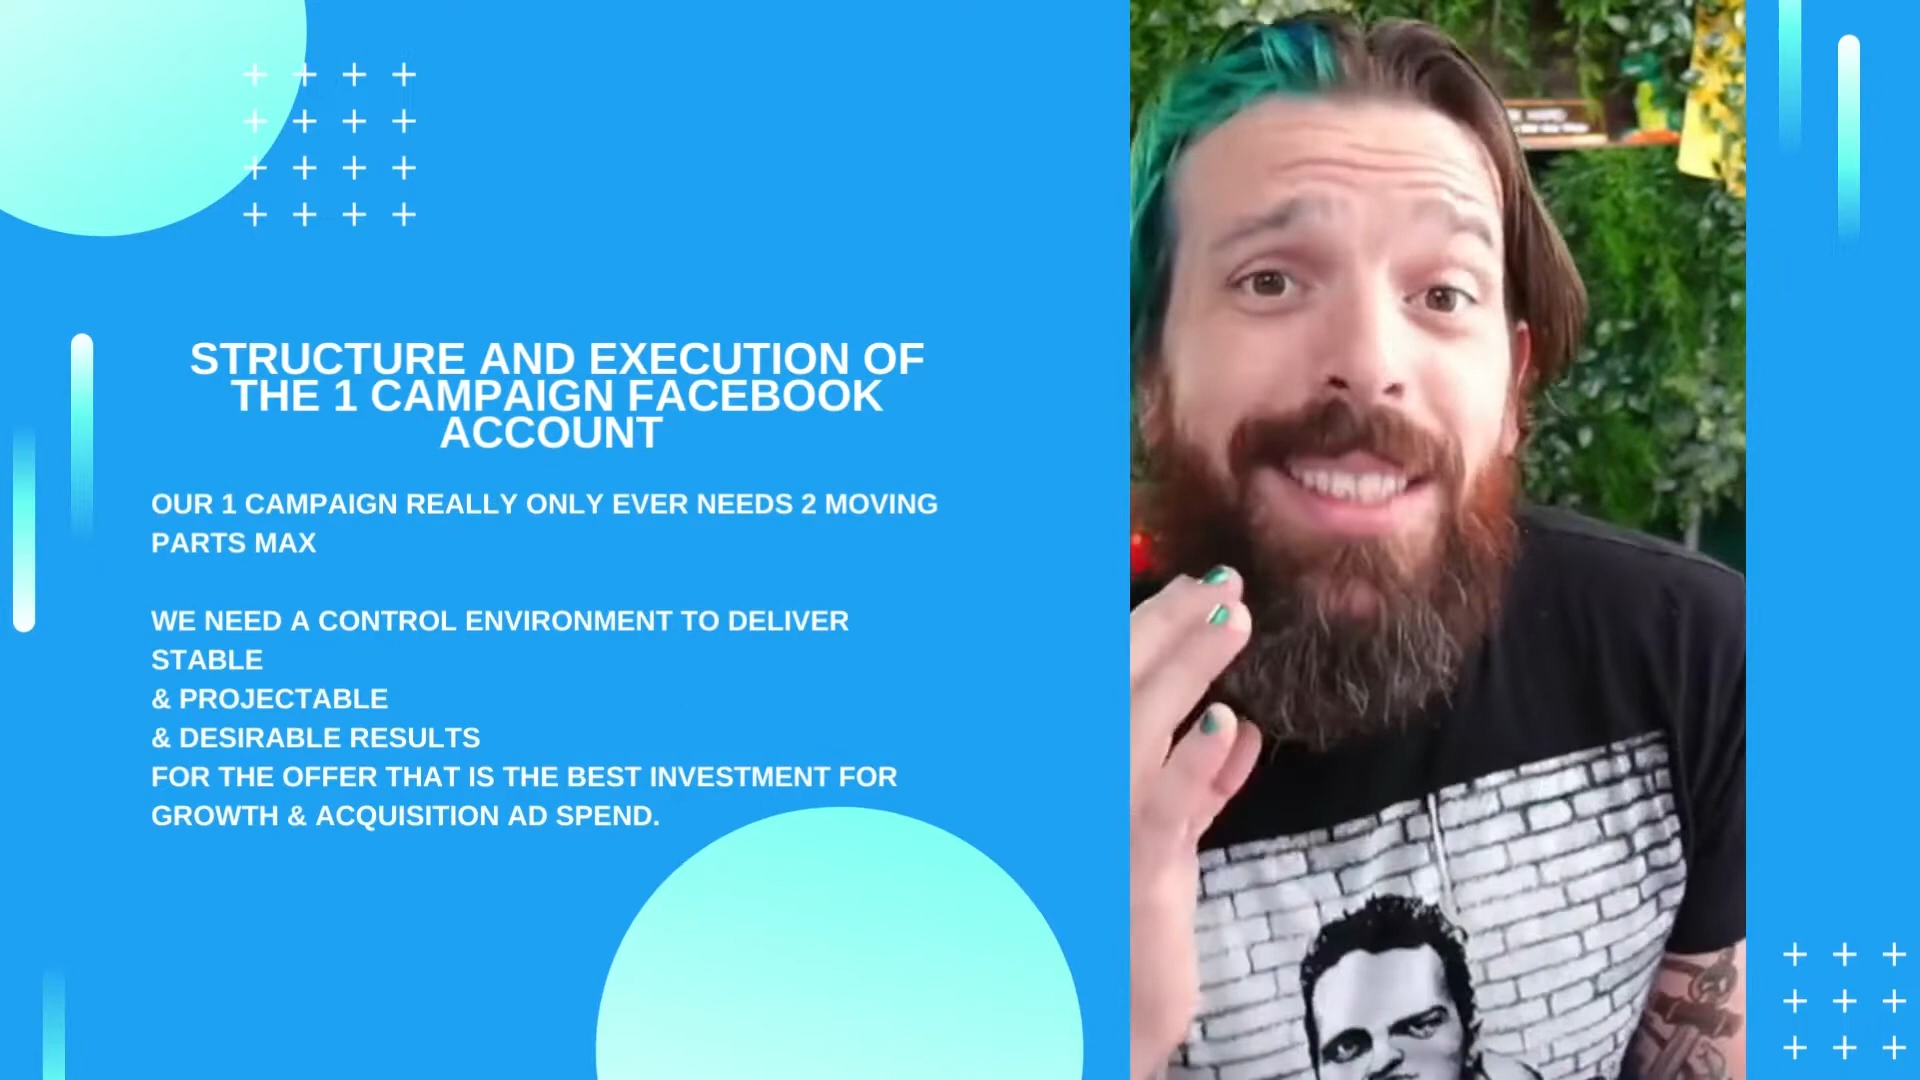 STRUCTURE AND EXECUTION OF
THE 1 CAMPAIGN FACEBOOK
ACCOUNT
OUR 1 CAMPAIGN REALLY ONLY EVER NEEDS 2 MOVING
PARTS MAX
WE NEED A CONTROL ENVIRONMENT TO DELIVER
STABLE
& PROJECTABLE
& DESIRABLE RESULTS
FOR THE OFFER THAT IS THE BEST INVESTMENT FOR
GROWTH & ACQUISITION AD SPEND.